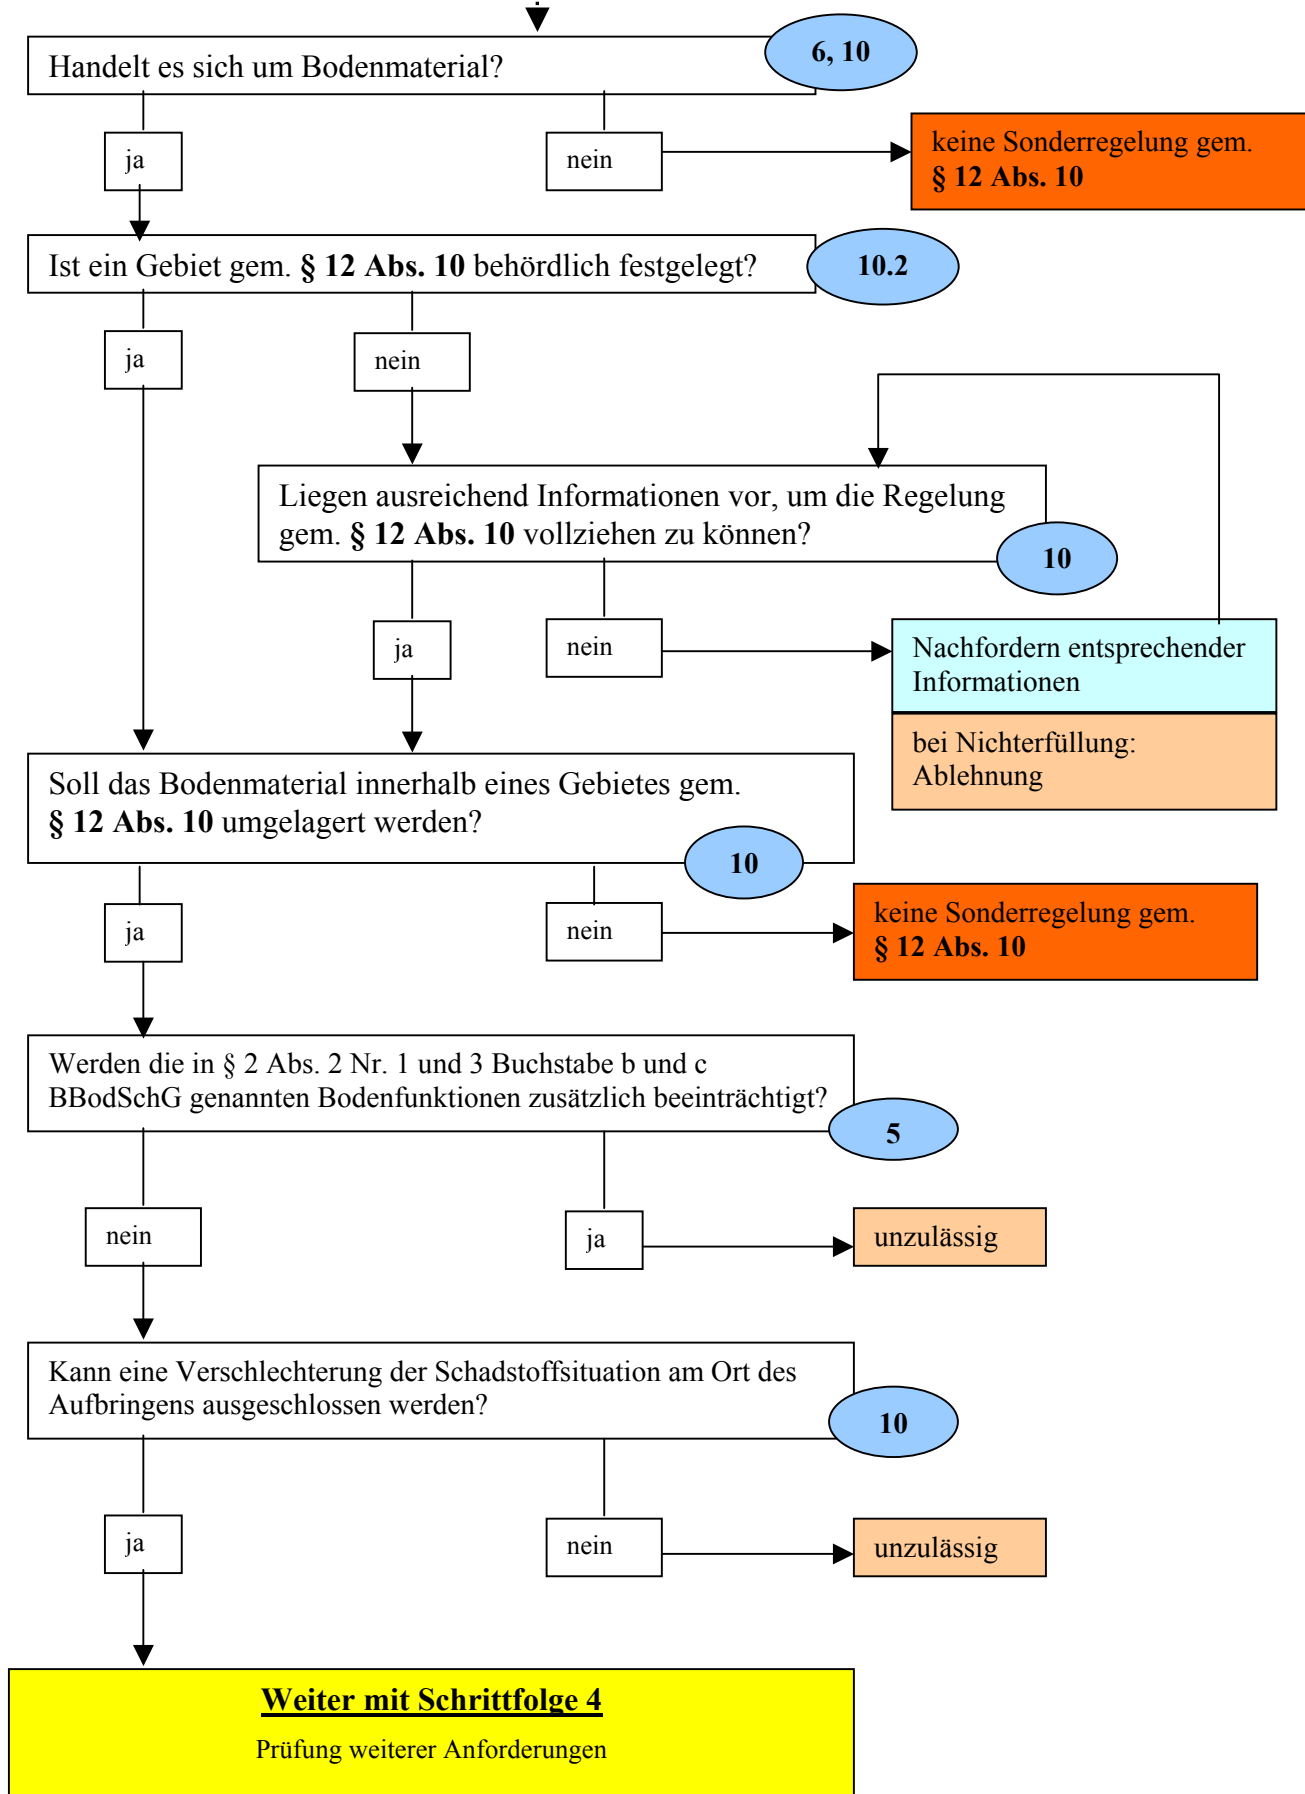 Handelt es sich um Bodenmaterial?
6, 10
ja
nein
keine Sonderregelung gem.
§ 12 Abs. 10
Ist ein Gebiet gem. § 12 Abs. 10 behördlich festgelegt?
10.2
ja
nein
Liegen ausreichend Informationen vor, um die Regelung
gem. § 12 Abs. 10 vollziehen zu können?
10
ja
nein
Nachfordern entsprechender
Informationen
bei Nichterfüllung:
Ablehnung
Soll das Bodenmaterial innerhalb eines Gebietes gem.
§ 12 Abs. 10 umgelagert werden?
10
ja
nein
keine Sonderregelung gem.
§ 12 Abs. 10
Werden die in § 2 Abs. 2 Nr. 1 und 3 Buchstabe b und c
BBodSchG genannten Bodenfunktionen zusätzlich beeinträchtigt?
5
nein
ja
unzulässig
Kann eine Verschlechterung der Schadstoffsituation am Ort des
Aufbringens ausgeschlossen werden?
10
ja
nein
unzulässig
Weiter mit Schrittfolge 4
Prüfung weiterer Anforderungen